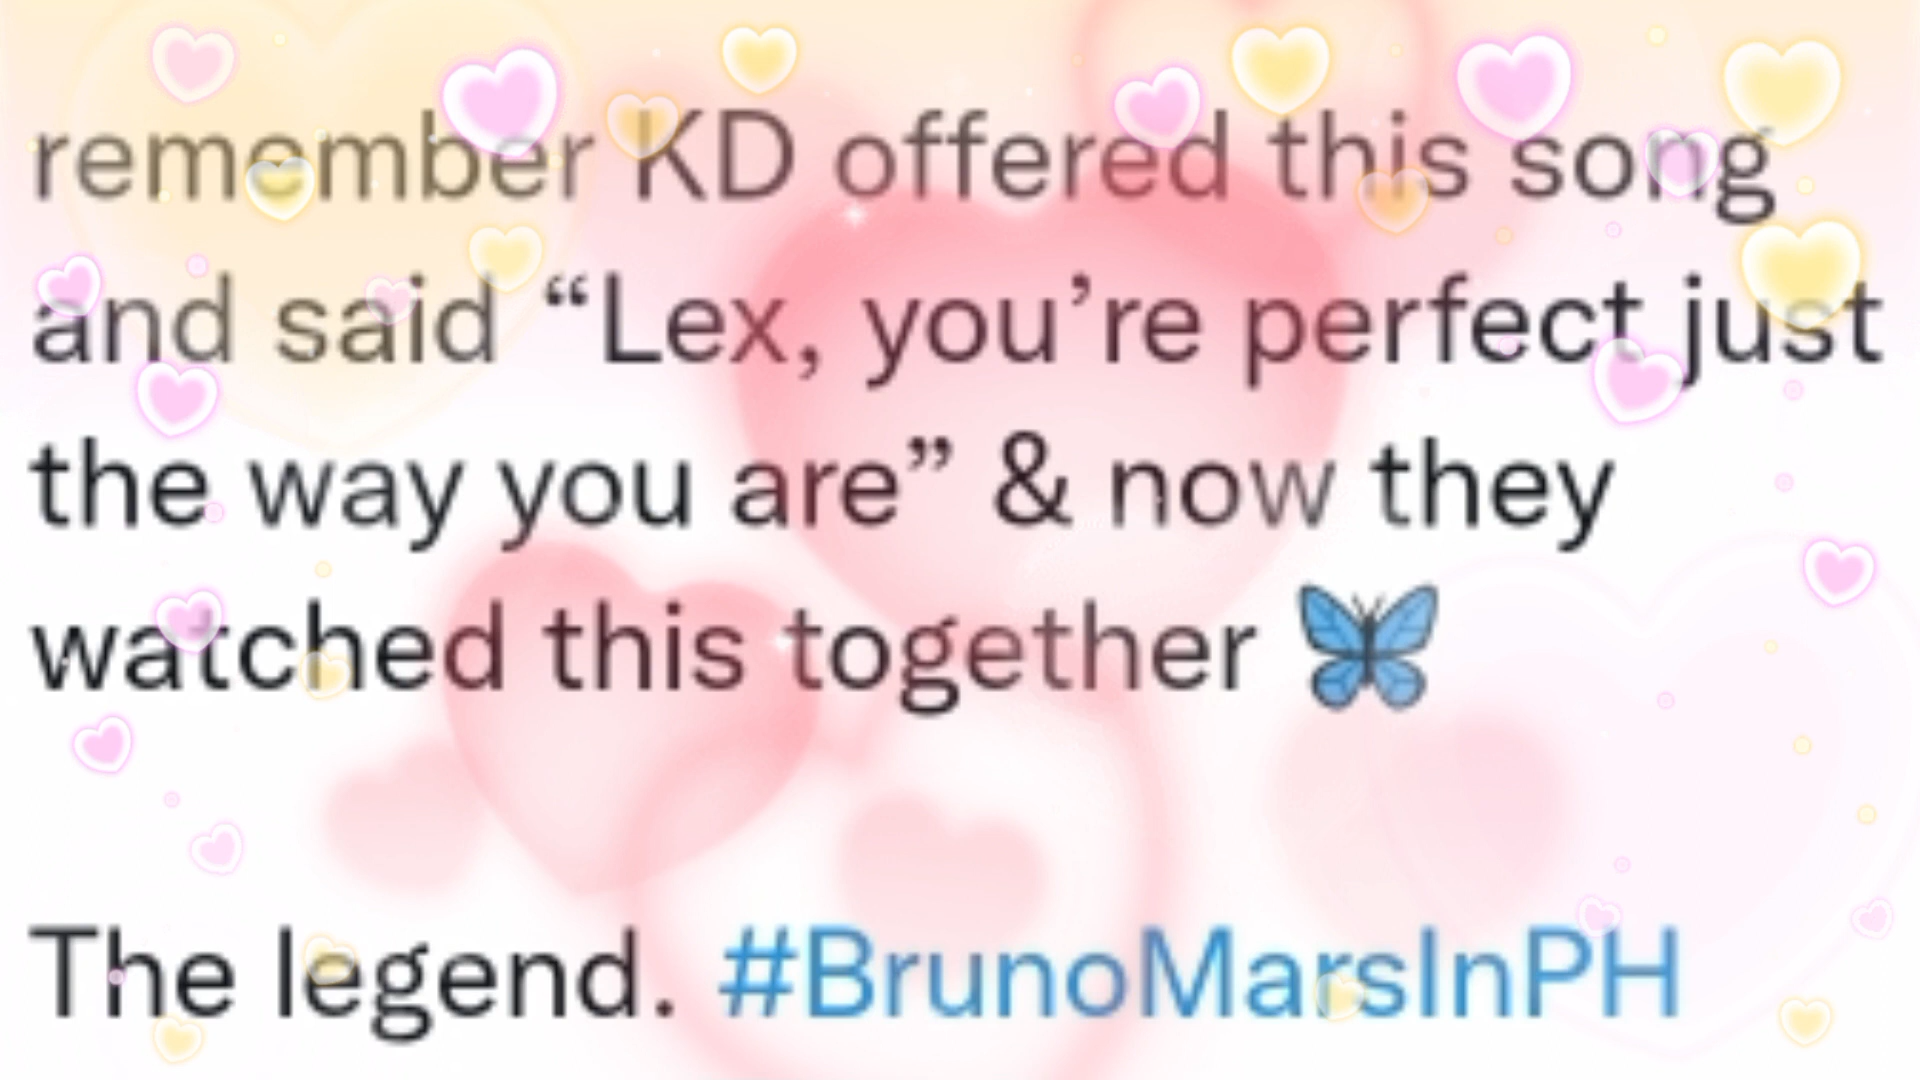 remember KD offered this song
and said “Lex, you’re perfect just
the way you are” & now they
watched this together 🦋
The legend. #BrunoMarsInPH